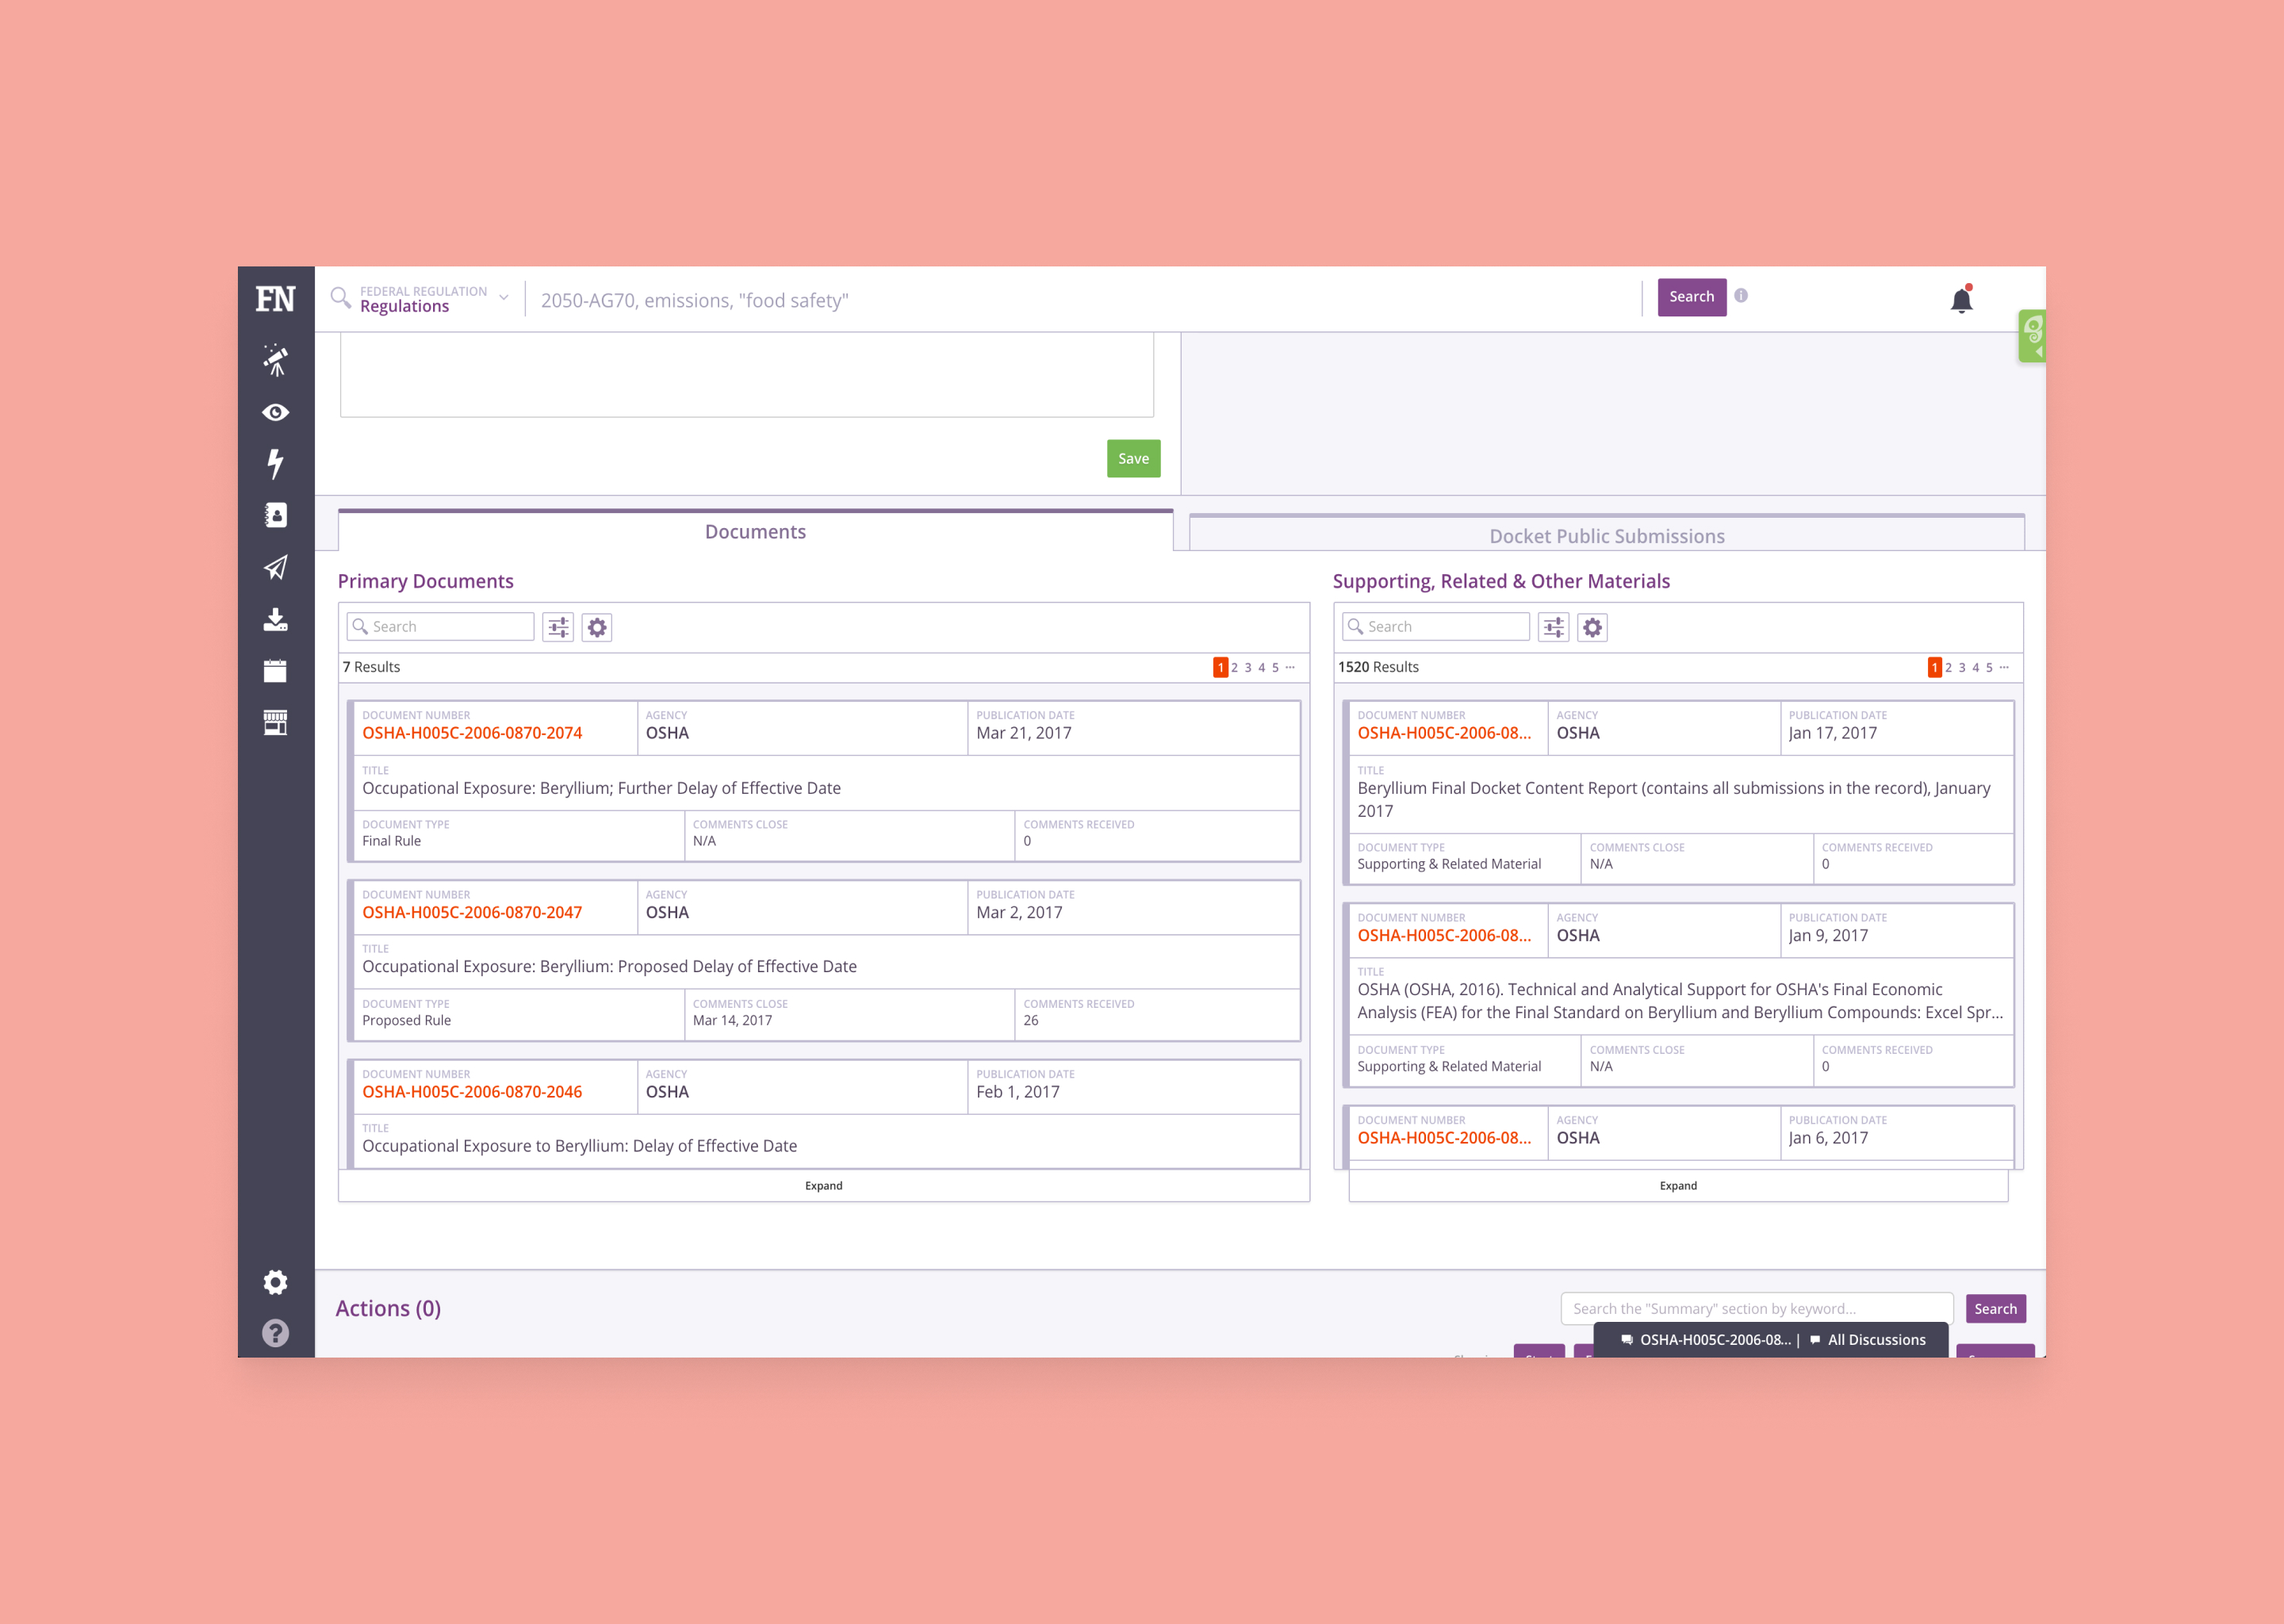 FN
FEDERAL REGULATION
Regulations
2050-AG70, emissions, "food safety"
Search
Save
Documents
Docket Public Submissions
Primary Documents
Search
7 Results
1 2 3 4 5 ...
DOCUMENT NUMBER
OSHA-H005C-2006-0870-2074
AGENCY
OSHA
PUBLICATION DATE
Mar 21, 2017
TITLE
Occupational Exposure: Beryllium; Further Delay of Effective Date
DOCUMENT TYPE
Final Rule
COMMENTS CLOSE
N/A
COMMENTS RECEIVED
0
DOCUMENT NUMBER
OSHA-H005C-2006-0870-2047
AGENCY
OSHA
PUBLICATION DATE
Mar 2, 2017
TITLE
Occupational Exposure: Beryllium: Proposed Delay of Effective Date
DOCUMENT TYPE
Proposed Rule
COMMENTS CLOSE
Mar 14, 2017
COMMENTS RECEIVED
26
DOCUMENT NUMBER
OSHA-H005C-2006-0870-2046
AGENCY
OSHA
PUBLICATION DATE
Feb 1, 2017
TITLE
Occupational Exposure to Beryllium: Delay of Effective Date
Expand
Supporting, Related & Other Materials
Search
1520 Results
1 2 3 4 5 ...
DOCUMENT NUMBER
OSHA-H005C-2006-08...
AGENCY
OSHA
PUBLICATION DATE
Jan 17, 2017
TITLE
Beryllium Final Docket Content Report (contains all submissions in the record), January
2017
DOCUMENT TYPE
Supporting & Related Material
COMMENTS CLOSE
N/A
COMMENTS RECEIVED
0
DOCUMENT NUMBER
OSHA-H005C-2006-08...
AGENCY
OSHA
PUBLICATION DATE
Jan 9, 2017
TITLE
OSHA (OSHA, 2016). Technical and Analytical Support for OSHA's Final Economic
Analysis (FEA) for the Final Standard on Beryllium and Beryllium Compounds: Excel Spr...
DOCUMENT TYPE
Supporting & Related Material
COMMENTS CLOSE
N/A
COMMENTS RECEIVED
0
DOCUMENT NUMBER
OSHA-H005C-2006-08...
AGENCY
OSHA
PUBLICATION DATE
Jan 6, 2017
Expand
Actions (0)
Search the "Summary" section by keyword...
Search
OSHA-H005C-2006-08... | All Discussions